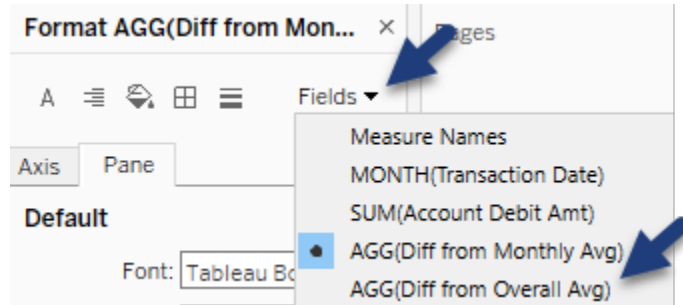 Format AGG(Diff from Mon... ×
Pages
A Fields ▼
Measure Names
Axis Pane
MONTH(Transaction Date)
Default
SUM(Account Debit Amt)
AGG(Diff from Monthly Avg)
Font: Tableau
AGG(Diff from Overall Avg)